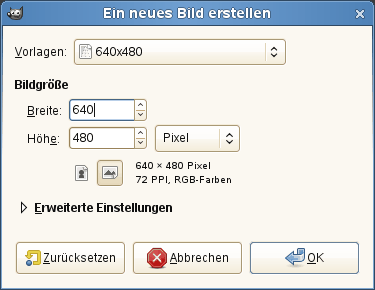 Ein neues Bild erstellen
Vorlagen: 640x480
Bildgröße
Breite: 640
Höhe: 480 Pixel
640 × 480 Pixel
72 PPI, RGB-Farben
Erweiterte Einstellungen
Zurücksetzen Abbrechen OK